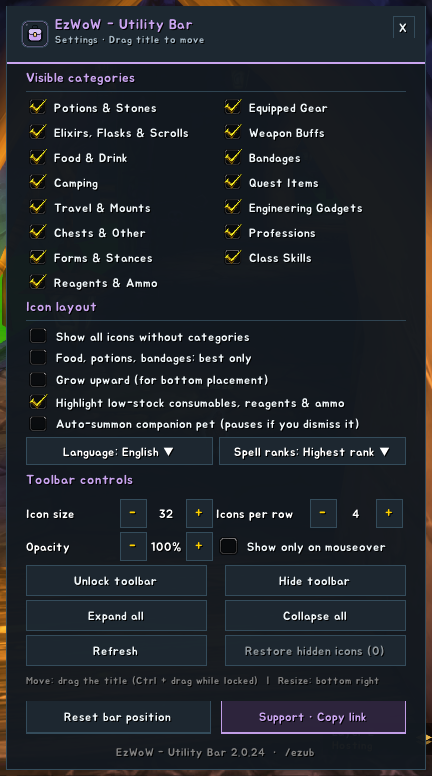 EzWoW - Utility Bar
Settings · Drag title to move
X
Visible categories
Potions & Stones
Equipped Gear
Elixirs, Flasks & Scrolls
Weapon Buffs
Food & Drink
Bandages
Camping
Quest Items
Travel & Mounts
Engineering Gadgets
Chests & Other
Professions
Forms & Stances
Class Skills
Reagents & Ammo
Icon layout
Show all icons without categories
Food, potions, bandages: best only
Grow upward (for bottom placement)
Highlight low-stock consumables, reagents & ammo
Auto-summon companion pet (pauses if you dismiss it)
Language: English ▼
Spell ranks: Highest rank ▼
Toolbar controls
Icon size - 32 + Icons per row - 4 +
Opacity - 100% + Show only on mouseover
Unlock toolbar
Hide toolbar
Expand all
Collapse all
Refresh
Restore hidden icons (0)
Move: drag the title (Ctrl + drag while locked) | Resize: bottom right
Reset bar position
Support · Copy link
EzWoW - Utility Bar 2.0.24 · /ezub